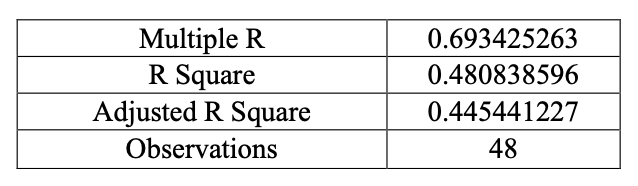 Multiple R 0.693425263
R Square 0.480838596
Adjusted R Square 0.445441227
Observations 48